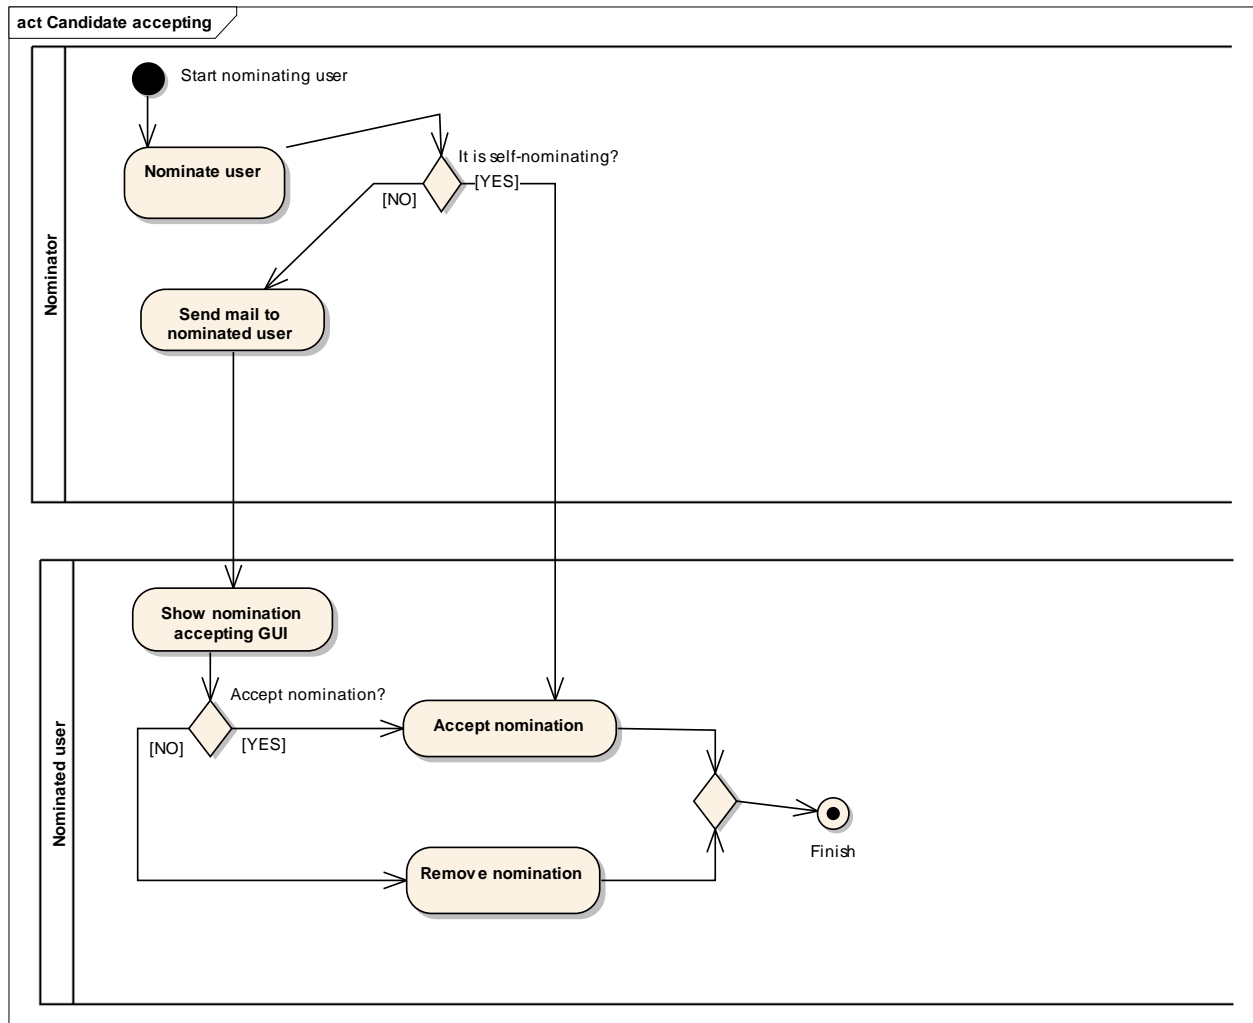 act Candidate accepting
Start nominating user
Nominate user
It is self-nominating?
[YES]
[NO]
Nominator
Send mail to
nominated user
Show nomination
accepting GUI
Accept nomination?
[NO]
[YES]
Accept nomination
Nominated user
Finish
Remove nomination